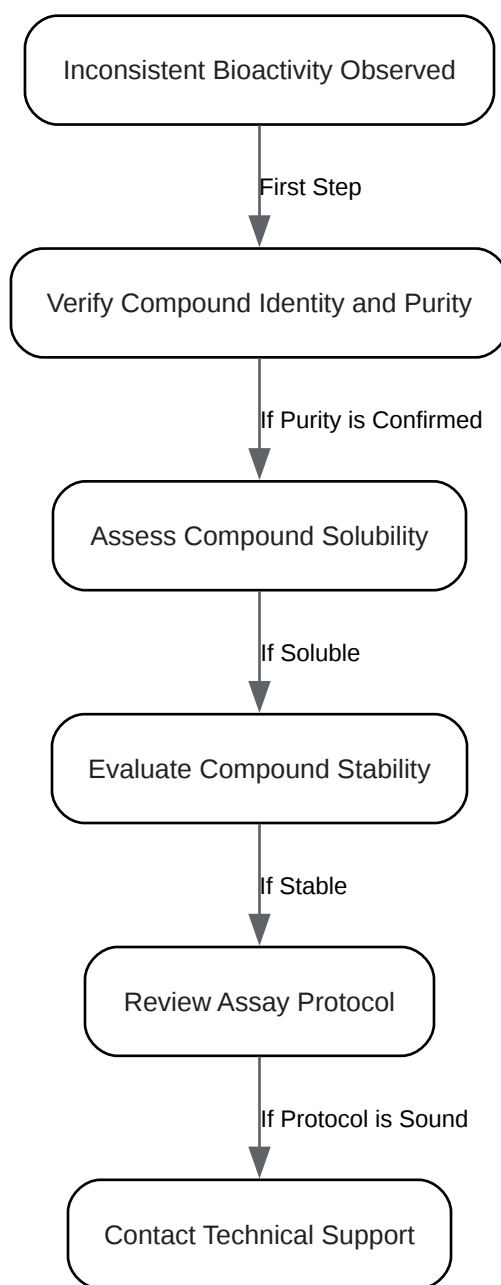 Inconsistent Bioactivity Observed
First Step
Verify Compound Identity and Purity
If Purity is Confirmed
Assess Compound Solubility
If Soluble
Evaluate Compound Stability
If Stable
Review Assay Protocol
If Protocol is Sound
Contact Technical Support